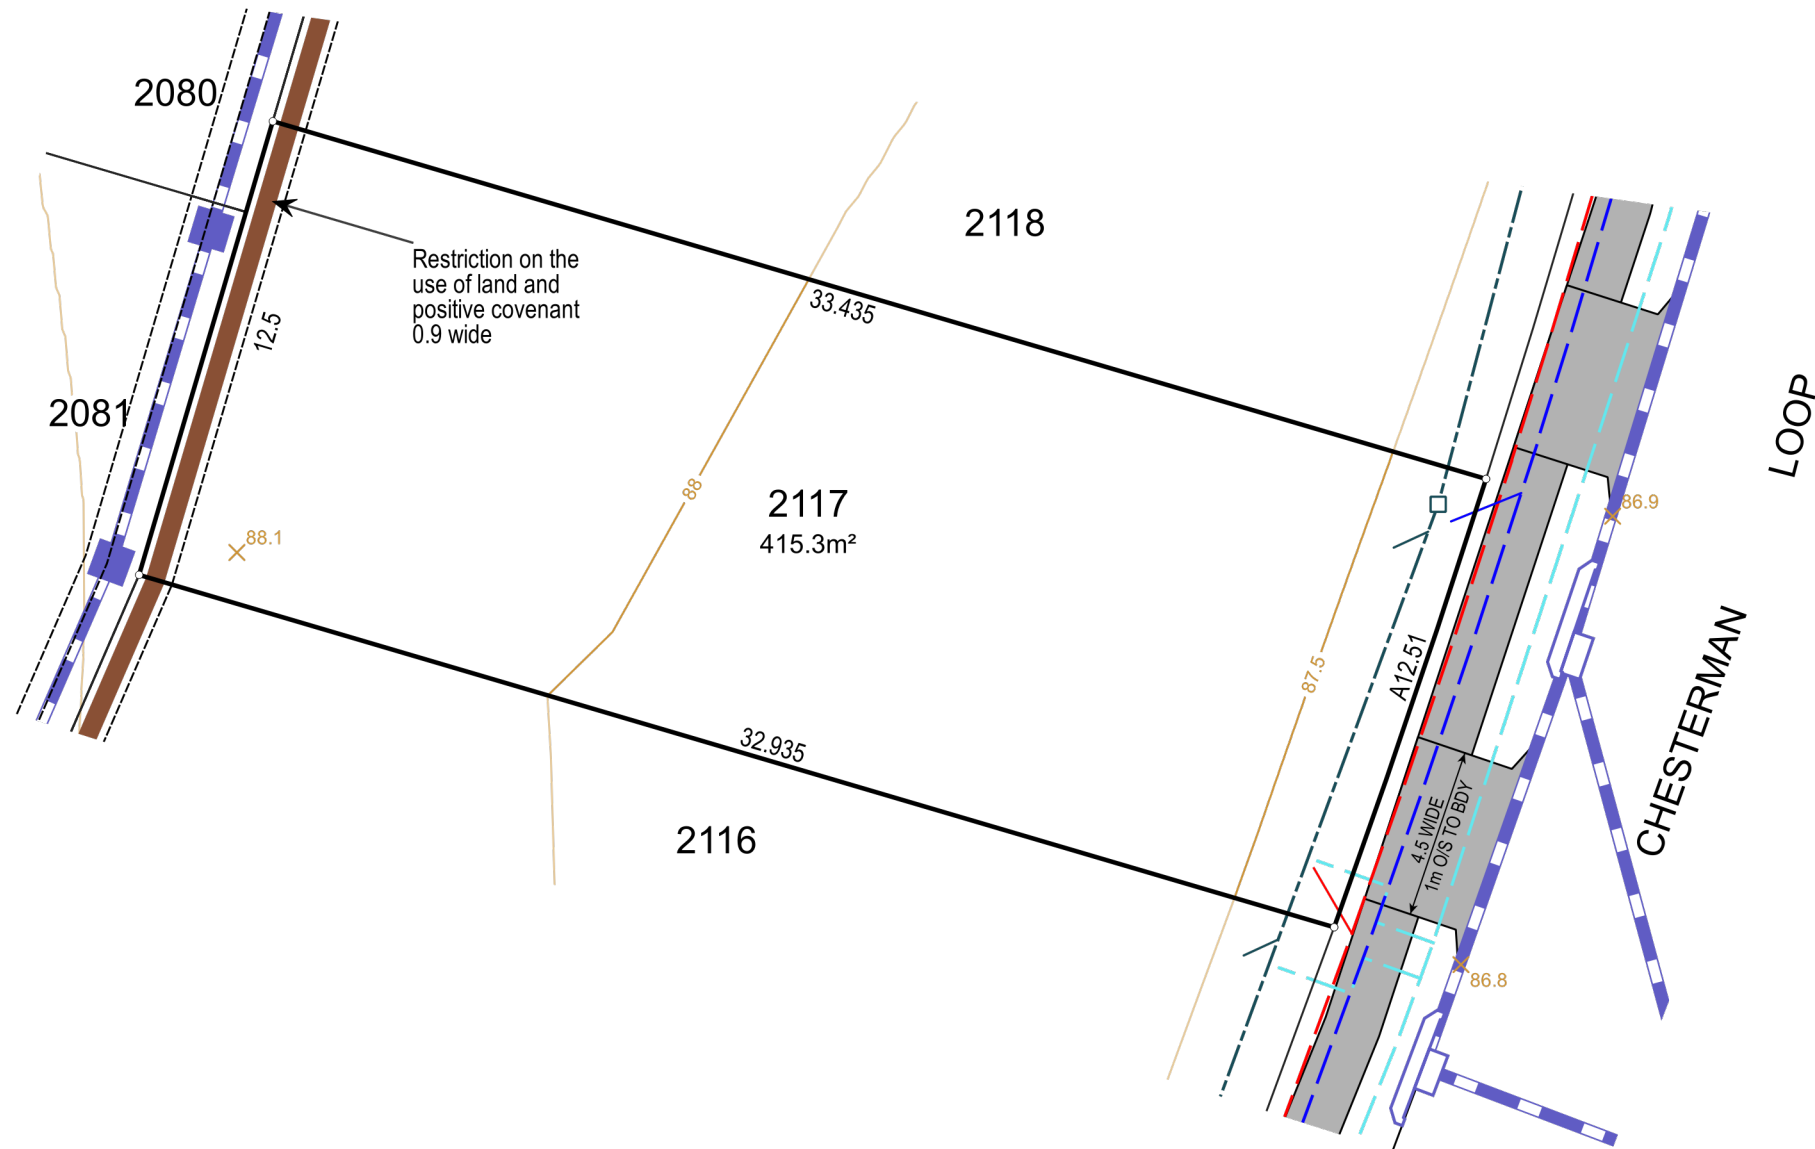 2080
2118
Restriction on the
use of land and
positive covenant
0.9 wide
33.435
12.5
2081
LOOP
88
2117
415.3m²
86.9
88.1
A12.51
87.5
CHESTERMAN
32.935
2116
4.5 WIDE
1m O/S TO BDY
86.8